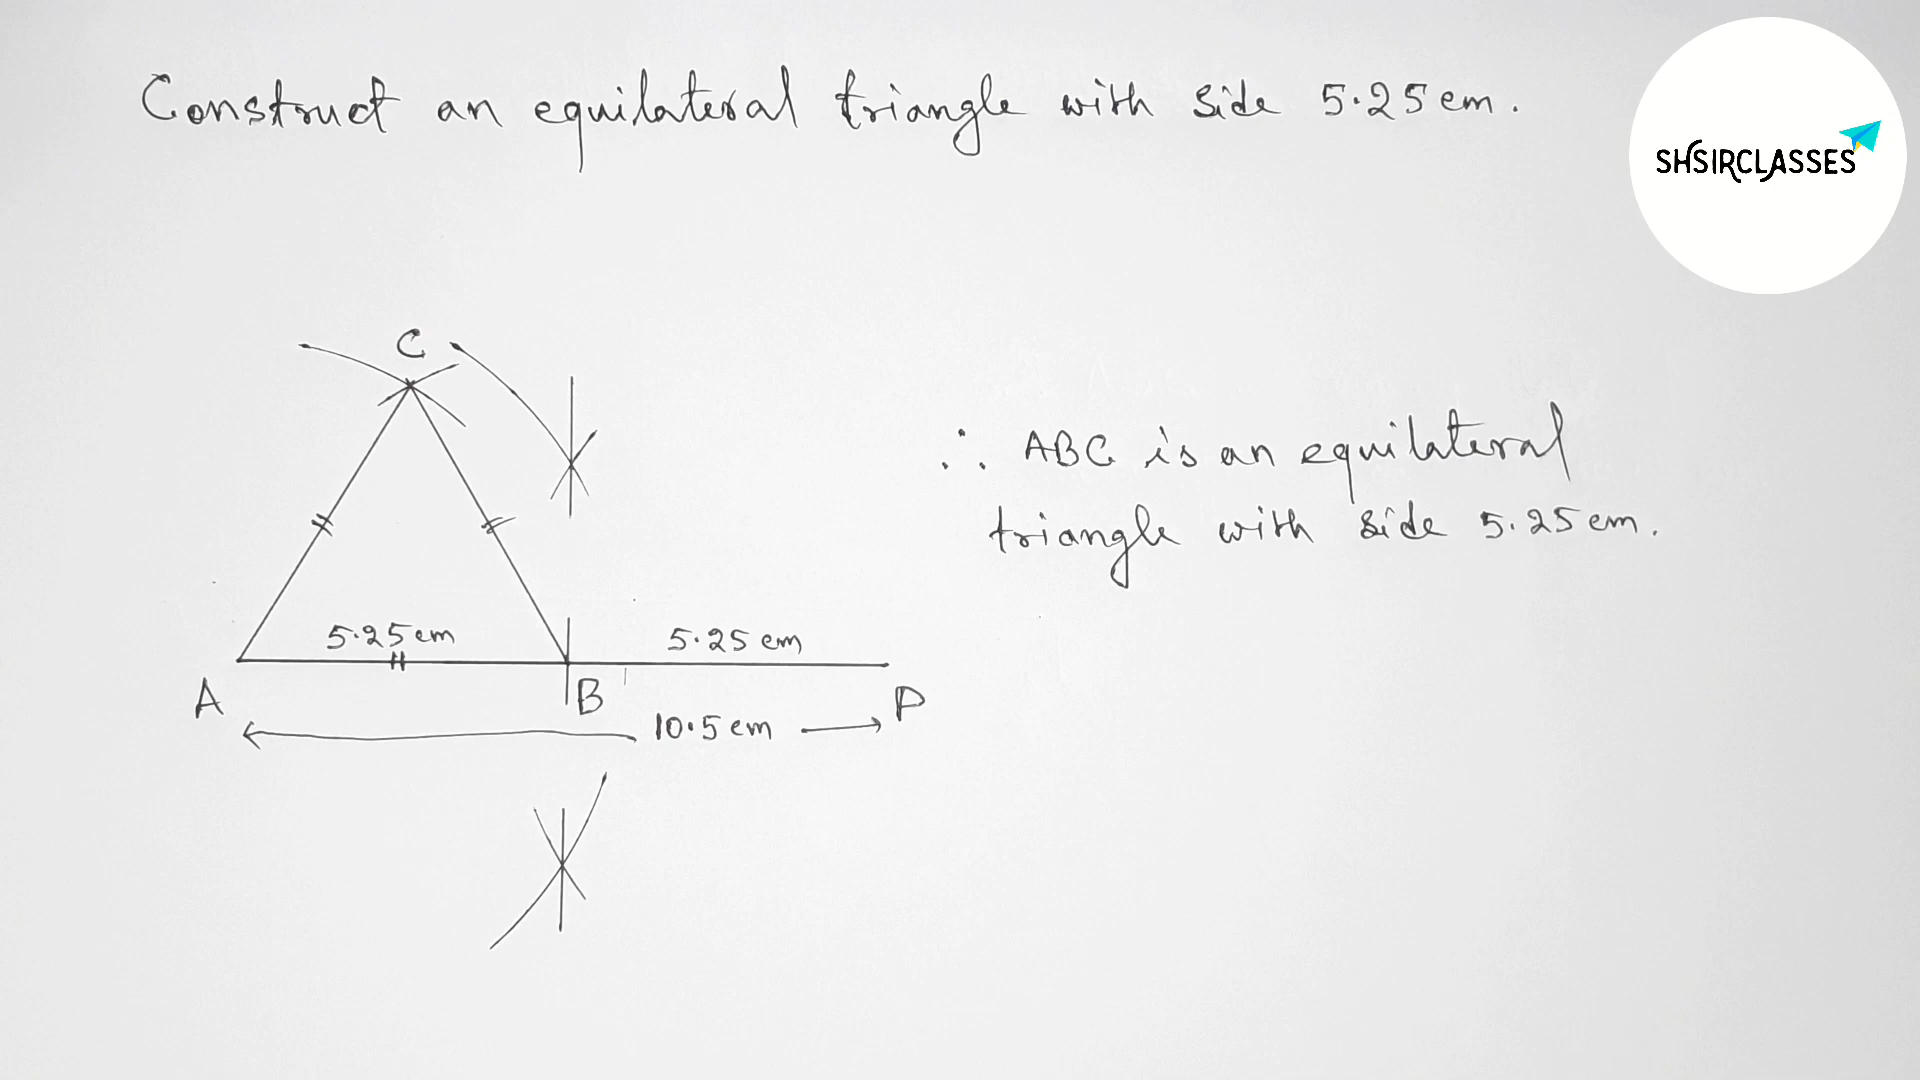 Construct an equilateral triangle with side 5.25 cm.
SHSIRCLASSES
C
∴ ABC is an equilateral
triangle with side 5.25 cm.
5.25 cm
5.25 cm
A
B
P
10.5 cm